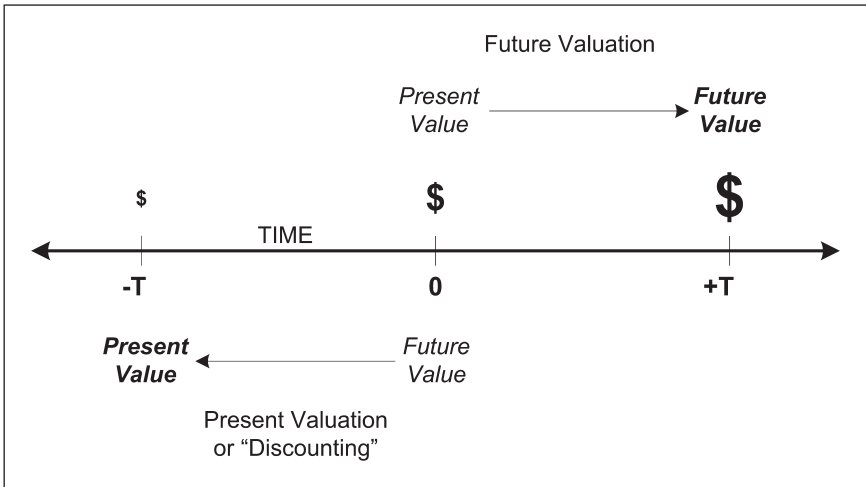 Future Valuation
Present
Value
Future
Value
$
$
$
TIME
-T
0
+T
Present
Value
Future
Value
Present Valuation
or “Discounting”